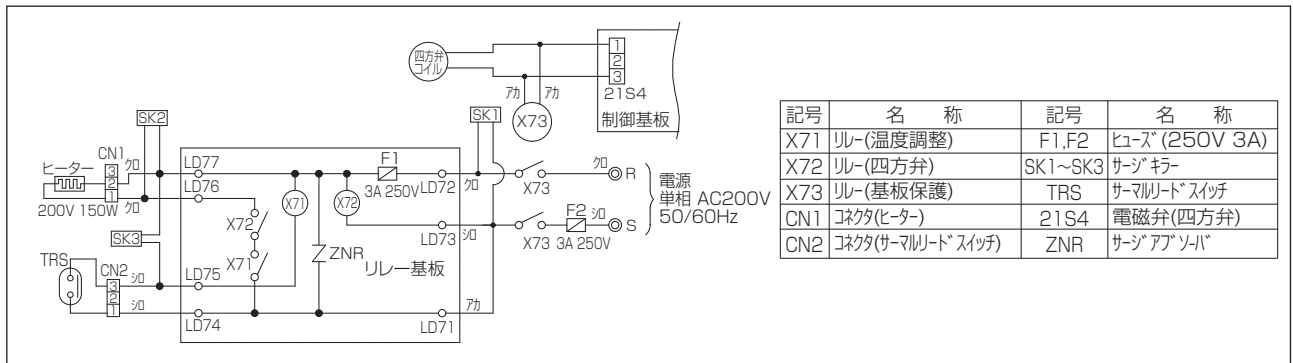 四方弁
コイル
1
2
3
21S4
制御基板
アカ アカ
X73
SK1
SK2
CN1
ヒーター
3
2
1
クロ
クロ
200V 150W
LD77
LD76
F1
3A 250V
LD72 クロ
X71
X72
X72
X71
ZNR
リレー基板
SK3
TRS
CN2
3
2
1
シロ
シロ
LD75
LD74
LD73 シロ
LD71
アカ
X73
クロ
R
X73
F2 シロ
3A 250V
S
電源
単相 AC200V
50/60Hz
記号 名 称 記号 名 称
X71 リレー(温度調整) F1,F2 ヒューズ(250V 3A)
X72 リレー(四方弁) SK1~SK3 サージキラー
X73 リレー(基板保護) TRS サーマルリードスイッチ
CN1 コネクタ(ヒーター) 21S4 電磁弁(四方弁)
CN2 コネクタ(サーマルリードスイッチ) ZNR サージアブソーバ